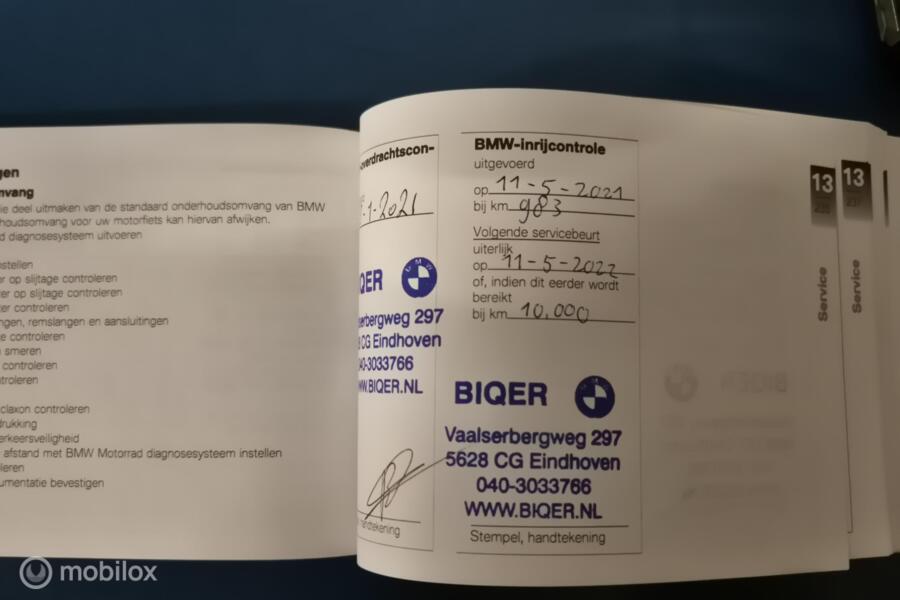 gen
nvang
ie deel uitmaken van de standaard onderhoudsomvang van BMW
houdsomvang voor uw motorfiets kan hiervan afwijken.
d diagnosesysteem uitvoeren
nstellen
er op slijtage controleren
ter op slijtage controleren
ter controleren
ngen, remslangen en aansluitingen
e controleren
n smeren
controleren
troleren
claxon controleren
drukking
erkeersveiligheid
afstand met BMW Motorrad diagnosesysteem instellen
leren
umentatie bevestigen
overdrachtscon-
1-2021
QER
serbergweg 297
CG Eindhoven
040-3033766
WW.BIQER.NL
handtekening
BMW-inrijcontrole
uitgevoerd
op 11-5-2021
bij km 983
Volgende servicebeurt
uiterlijk
op 11-5-2022
of, indien dit eerder wordt
bereikt
bij km 10.000
BIQER
BMW
Vaalserbergweg 297
5628 CG Eindhoven
040-3033766
WWW.BIQER.NL
Stempel, handtekening
13
Service
13
Service
mobilox